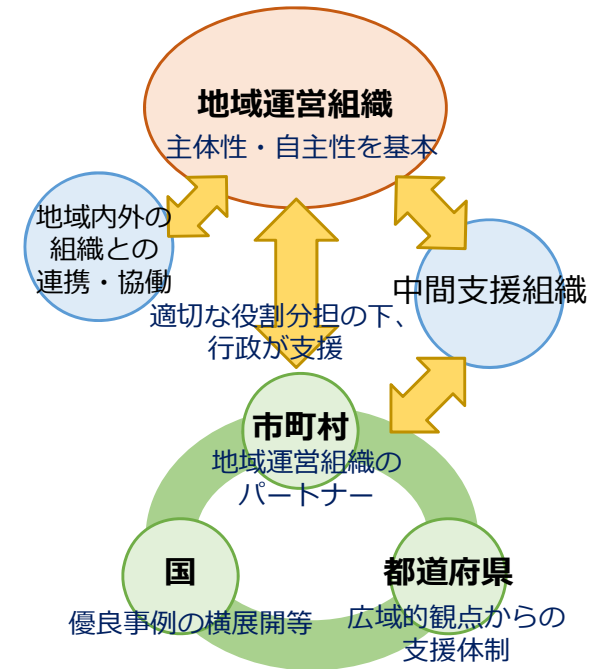 地域運営組織
主体性・自主性を基本
地域内外の
組織との
連携・協働
中間支援組織
適切な役割分担の下、
行政が支援
市町村
地域運営組織の
パートナー
国
優良事例の横展開等
都道府県
広域的観点からの
支援体制